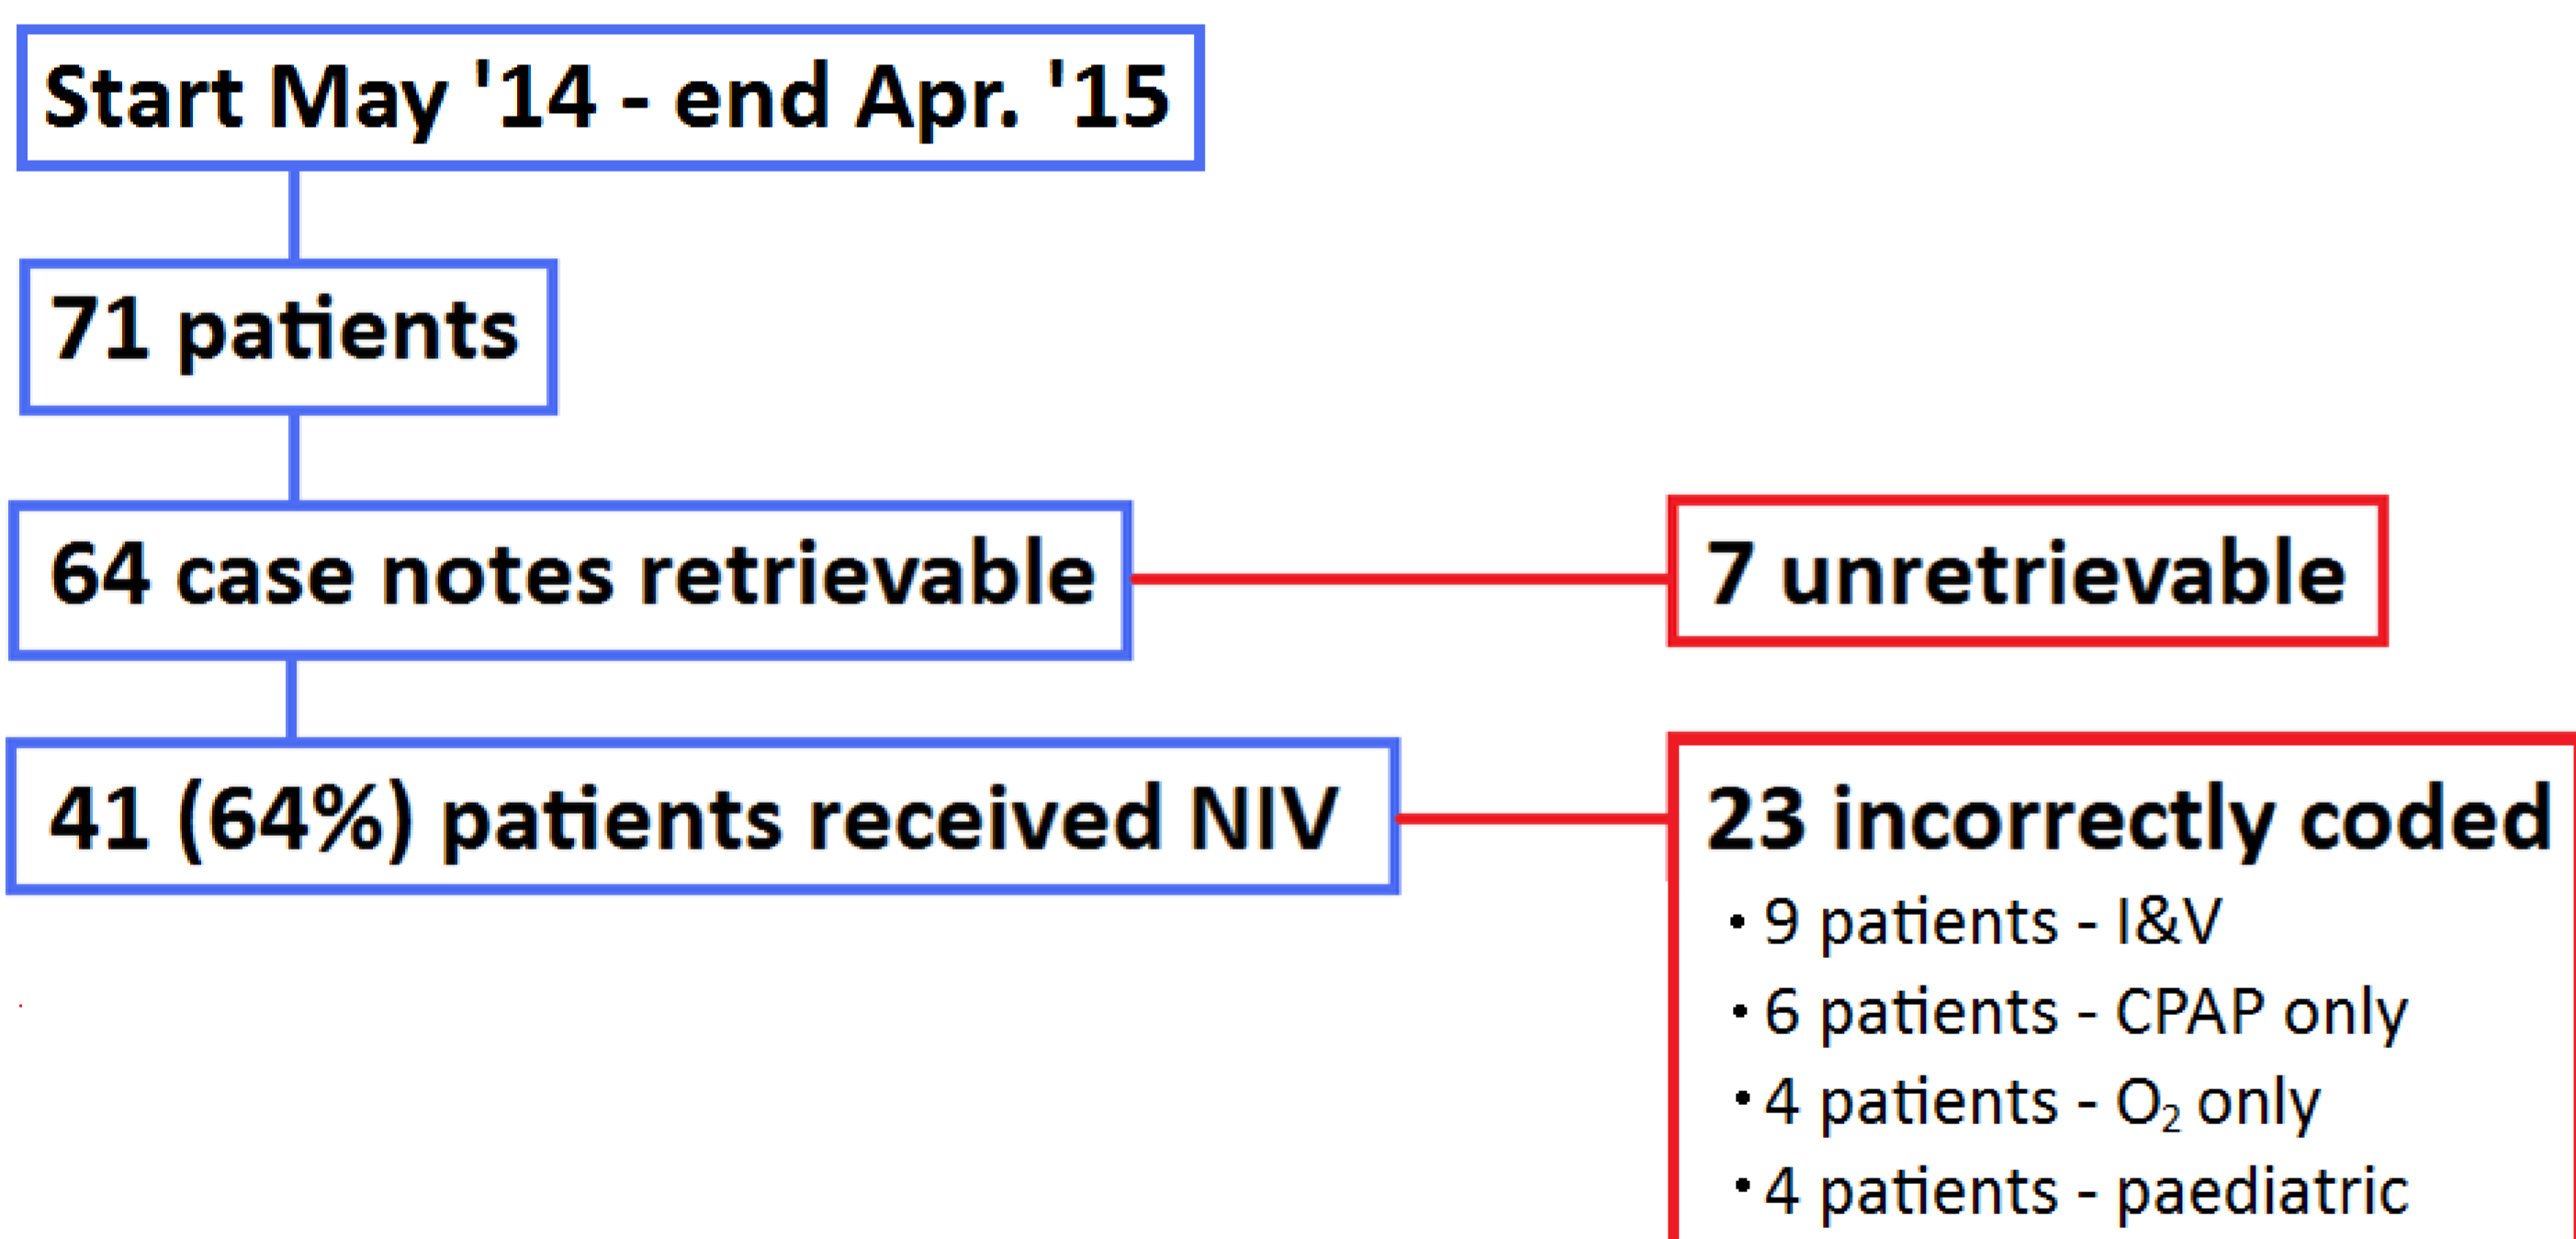 Start May '14 - end Apr. '15
71 patients
64 case notes retrievable
7 unretrievable
41 (64%) patients received NIV
23 incorrectly coded
• 9 patients - I&V
• 6 patients - CPAP only
• 4 patients - O₂ only
• 4 patients - paediatric